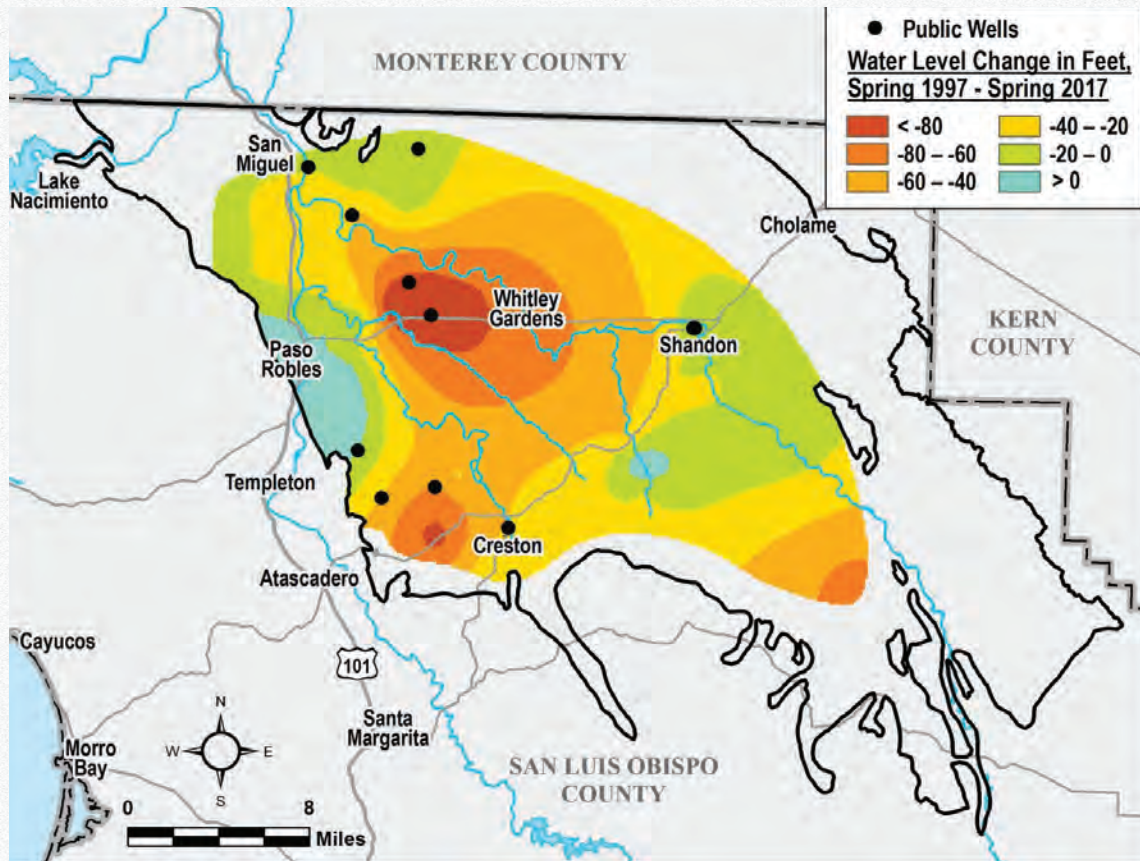 MONTEREY COUNTY
Public Wells
Water Level Change in Feet,
Spring 1997 - Spring 2017
< -80
-80 – -60
-60 – -40
-40 – -20
-20 – 0
> 0
San
Miguel
Lake
Nacimiento
Cholame
Whitley
Gardens
Shandon
KERN
COUNTY
Paso
Robles
Templeton
Creston
Atascadero
Cayucos
101
Santa
Margarita
Morro
Bay
N
W
E
S
SAN LUIS OBISPO
COUNTY
0
8
Miles